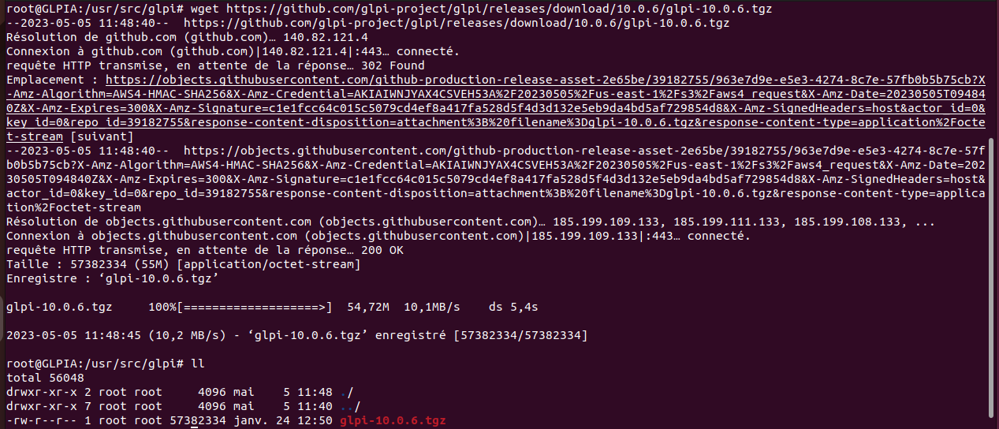 root@GLPIA:/usr/src/glpi# wget https://github.com/glpi-project/glpi/releases/download/10.0.6/glpi-10.0.6.tgz
--2023-05-05 11:48:40--  https://github.com/glpi-project/glpi/releases/download/10.0.6/glpi-10.0.6.tgz
Résolution de github.com (github.com)… 140.82.121.4
Connexion à github.com (github.com)|140.82.121.4|:443… connecté.
requête HTTP transmise, en attente de la réponse… 302 Found
Emplacement : https://objects.githubusercontent.com/github-production-release-asset-2e65be/39182755/963e7d9e-e5e3-4274-8c7e-57fb0b5b75cb?X
-Amz-Algorithm=AWS4-HMAC-SHA256&X-Amz-Credential=AKIAIWNJYAX4CSVEH53A%2F20230505%2Fus-east-1%2Fs3%2Faws4_request&X-Amz-Date=20230505T09484
0Z&X-Amz-Expires=300&X-Amz-Signature=c1e1fcc64c015c5079cd4ef8a417fa528d5f4d3d132e5eb9da4bd5af729854d8&X-Amz-SignedHeaders=host&actor_id=0&
key_id=0&repo_id=39182755&response-content-disposition=attachment%3B%20filename%3Dglpi-10.0.6.tgz&response-content-type=application%2Focte
t-stream [suivant]
--2023-05-05 11:48:40--  https://objects.githubusercontent.com/github-production-release-asset-2e65be/39182755/963e7d9e-e5e3-4274-8c7e-57f
b0b5b75cb?X-Amz-Algorithm=AWS4-HMAC-SHA256&X-Amz-Credential=AKIAIWNJYAX4CSVEH53A%2F20230505%2Fus-east-1%2Fs3%2Faws4_request&X-Amz-Date=202
30505T094840Z&X-Amz-Expires=300&X-Amz-Signature=c1e1fcc64c015c5079cd4ef8a417fa528d5f4d3d132e5eb9da4bd5af729854d8&X-Amz-SignedHeaders=host&
actor_id=0&key_id=0&repo_id=39182755&response-content-disposition=attachment%3B%20filename%3Dglpi-10.0.6.tgz&response-content-type=applica
tion%2Foctet-stream
Résolution de objects.githubusercontent.com (objects.githubusercontent.com)… 185.199.109.133, 185.199.111.133, 185.199.108.133, ...
Connexion à objects.githubusercontent.com (objects.githubusercontent.com)|185.199.109.133|:443… connecté.
requête HTTP transmise, en attente de la réponse… 200 OK
Taille : 57382334 (55M) [application/octet-stream]
Enregistre : ‘glpi-10.0.6.tgz’
glpi-10.0.6.tgz     100%[===================>]  54,72M  10,1MB/s    ds 5,4s
2023-05-05 11:48:45 (10,2 MB/s) - ‘glpi-10.0.6.tgz’ enregistré [57382334/57382334]
root@GLPIA:/usr/src/glpi# ll
total 56048
drwxr-xr-x 2 root root     4096 mai    5 11:48 ./
drwxr-xr-x 7 root root     4096 mai    5 11:40 ../
-rw-r--r-- 1 root root 57382334 janv. 24 12:50 glpi-10.0.6.tgz